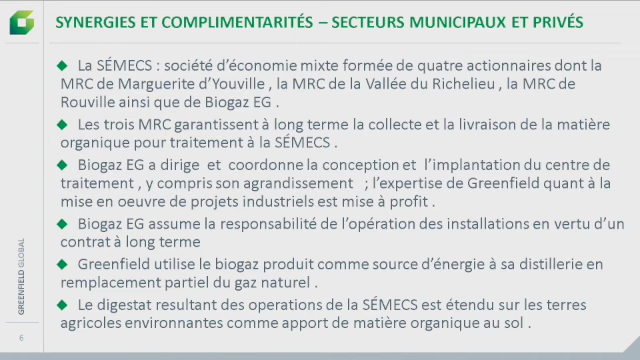 SYNERGIES ET COMPLIMENTARITÉS – SECTEURS MUNICIPAUX ET PRIVÉS
◆ La SÉMECS : société d'économie mixte formée de quatre actionnaires dont la
MRC de Marguerite d'Youville , la MRC de la Vallée du Richelieu , la MRC de
Rouville ainsi que de Biogaz EG .
◆ Les trois MRC garantissent à long terme la collecte et la livraison de la matière
organique pour traitement à la SÉMECS .
◆ Biogaz EG a dirige et coordonne la conception et l'implantation du centre de
traitement , y compris son agrandissement ; l'expertise de Greenfield quant à la
mise en oeuvre de projets industriels est mise à profit .
◆ Biogaz EG assume la responsabilité de l'opération des installations en vertu d'un
contrat à long terme
◆ Greenfield utilise le biogaz produit comme source d'énergie à sa distillerie en
remplacement partiel du gaz naturel .
◆ Le digestat resultant des operations de la SÉMECS est étendu sur les terres
agricoles environnantes comme apport de matière organique au sol .
GREENFIELD GLOBAL
6